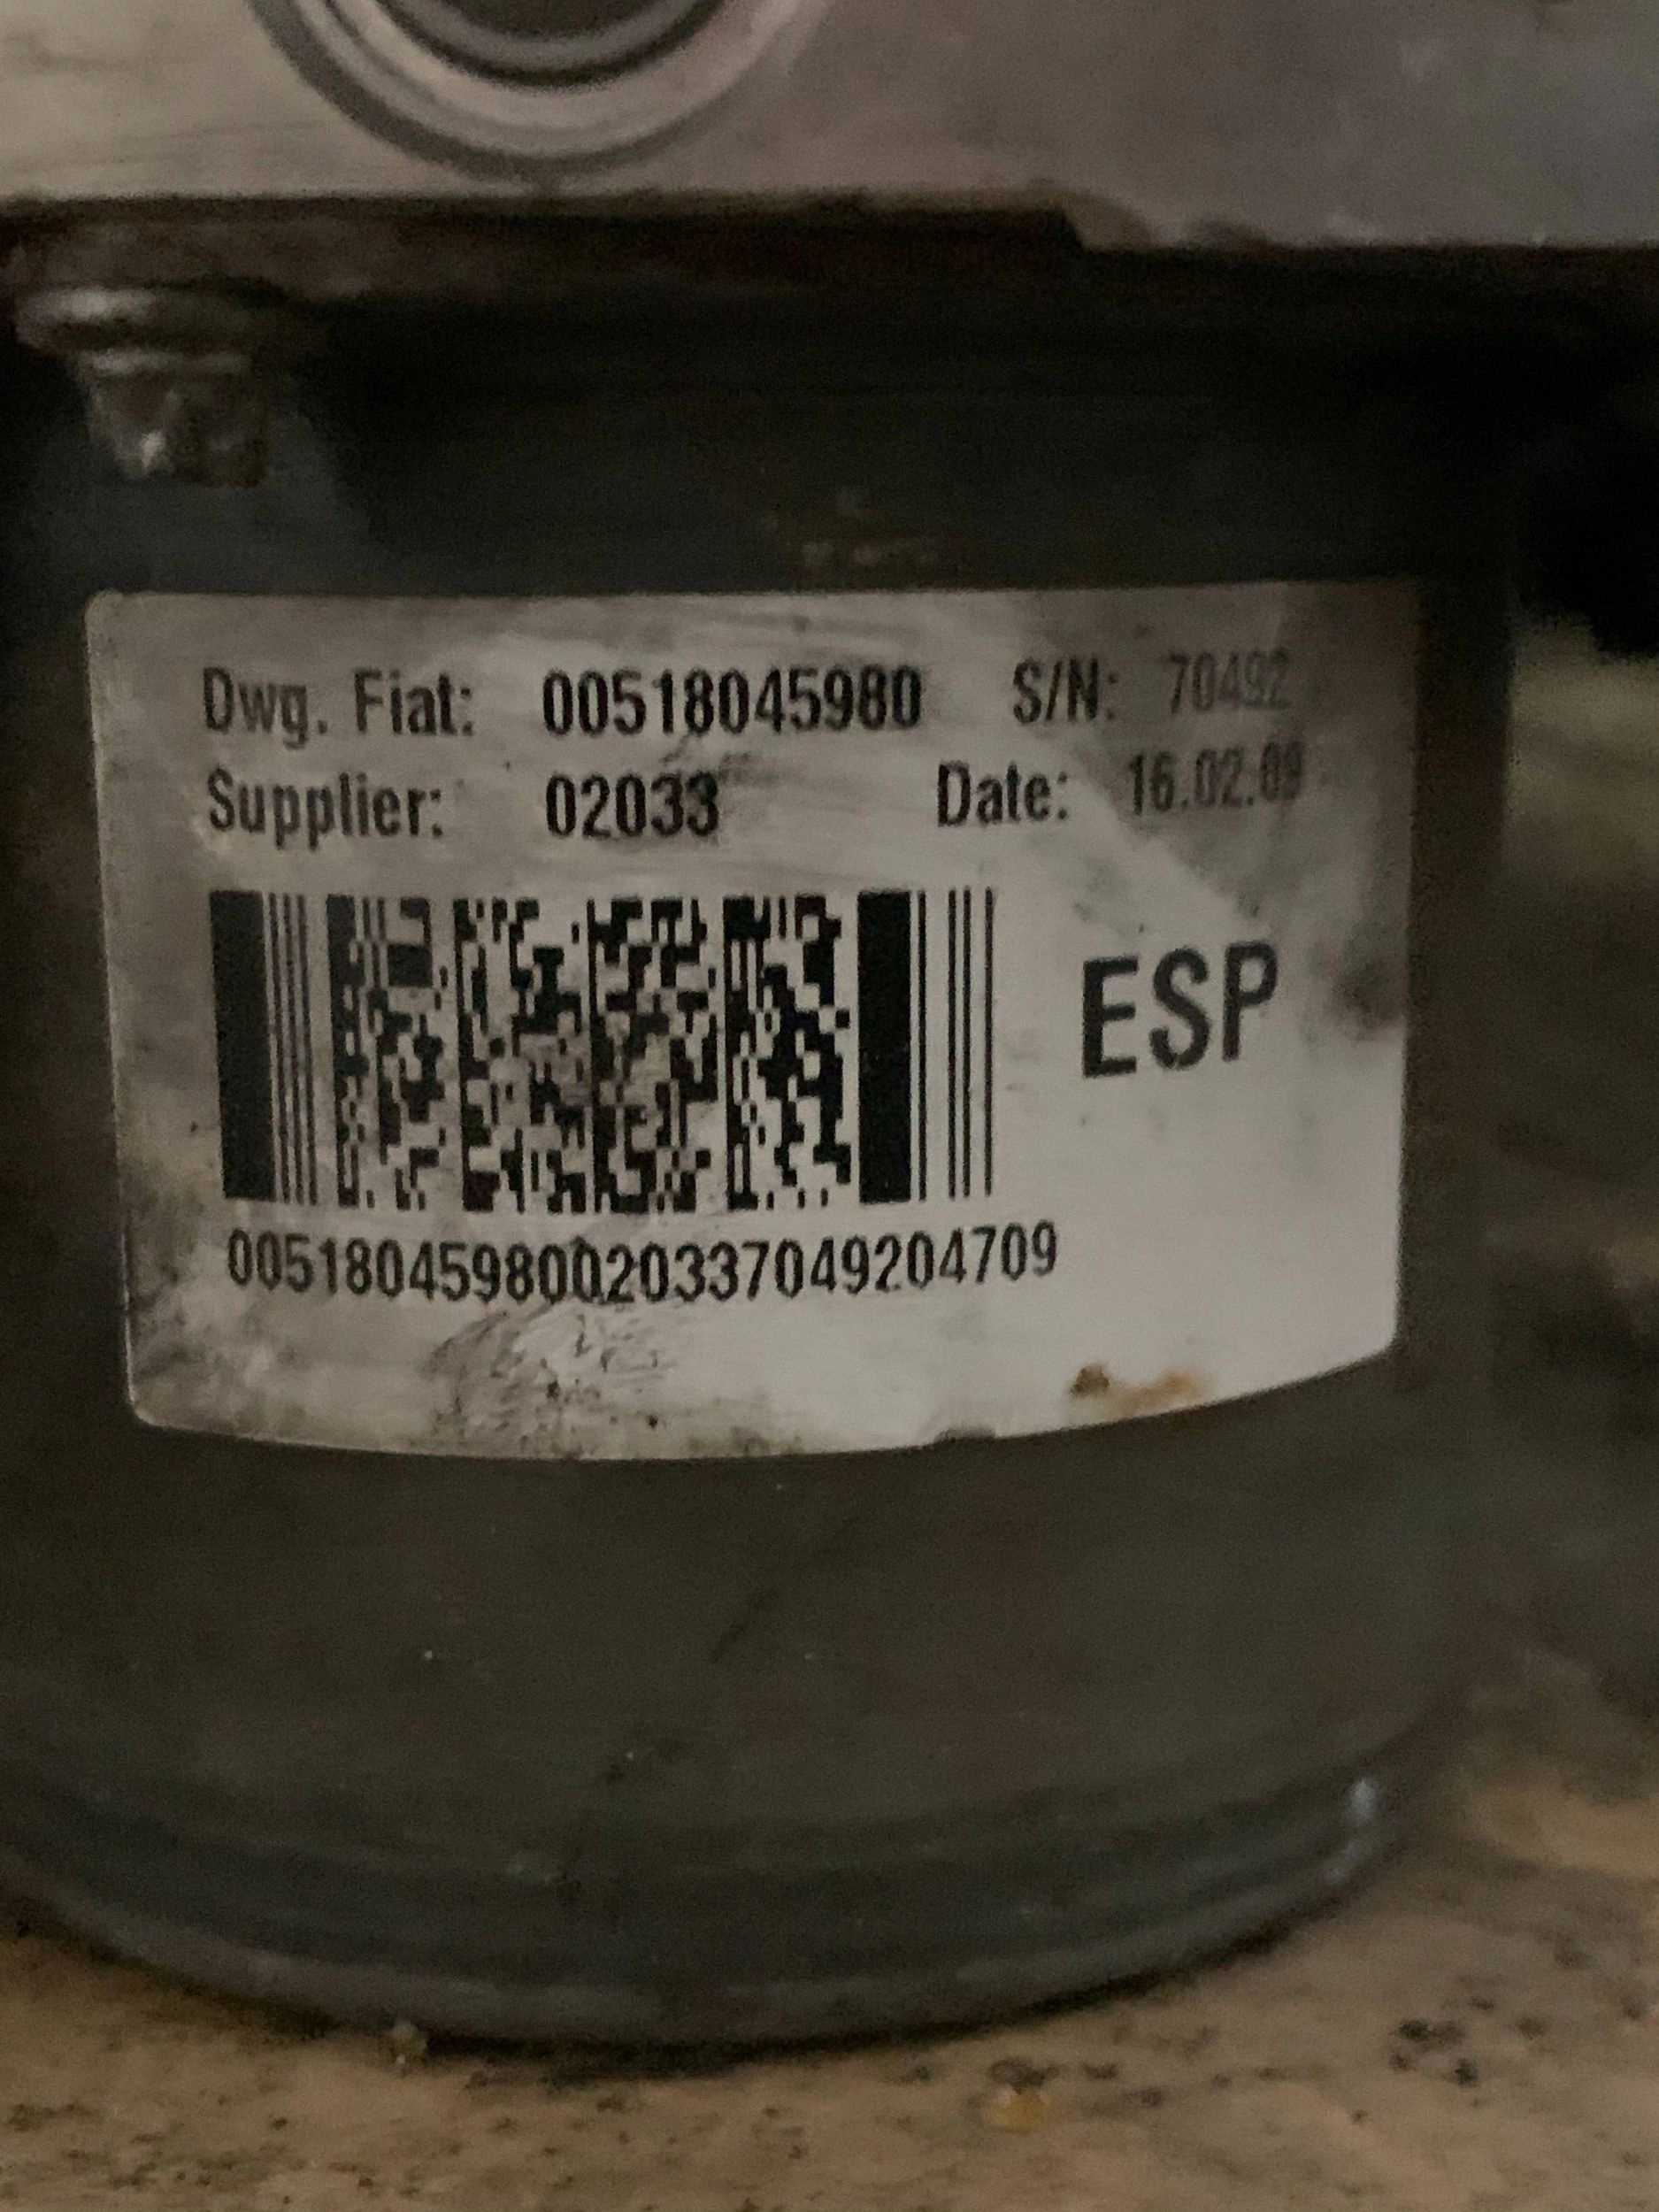 Dwg. Fiat: 00518045980 S/N: 70492
Supplier: 02033 Date: 16.02.09
ESP
00518045980020337049204709